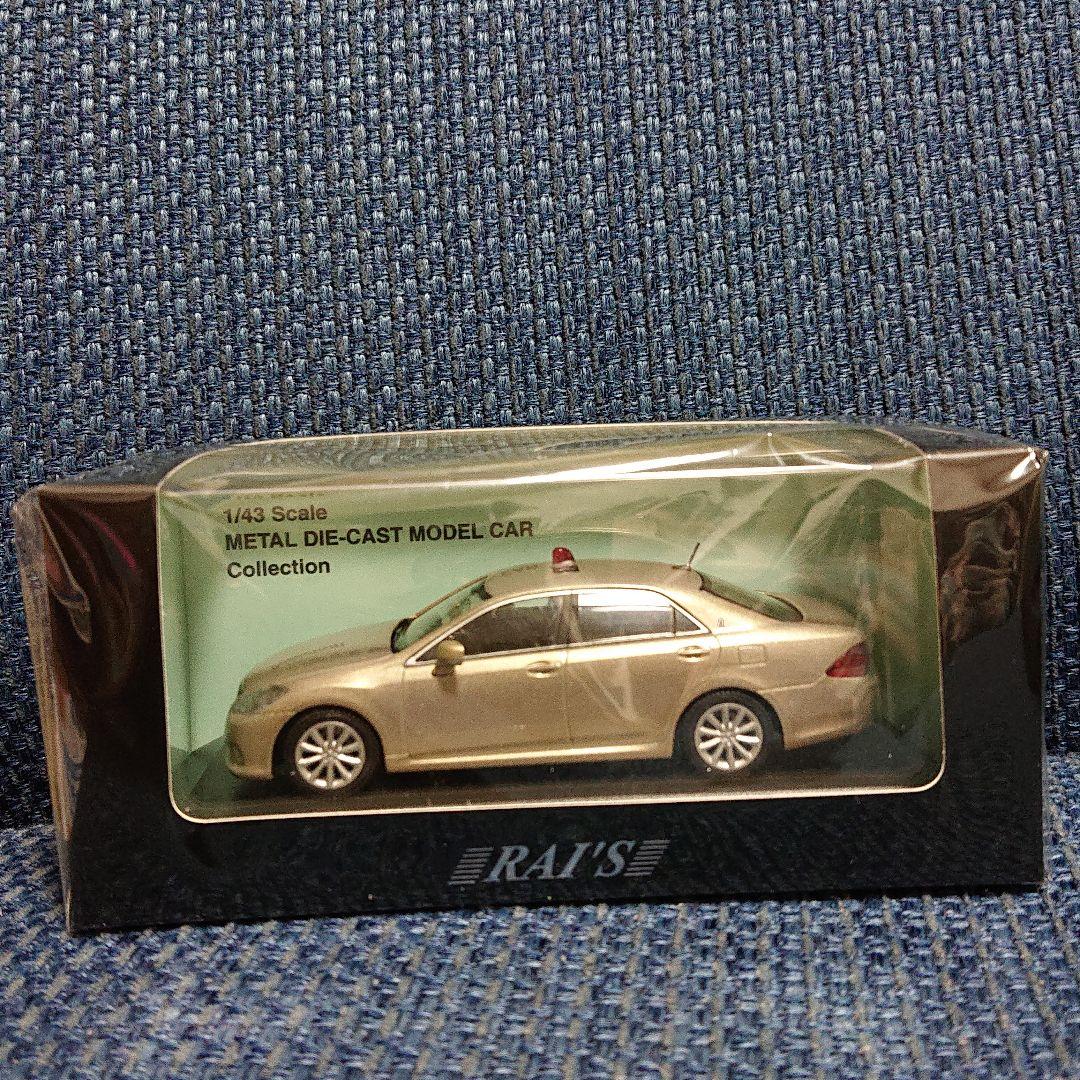 1/43 Scale
METAL DIE-CAST MODEL CAR
Collection
RAI'S